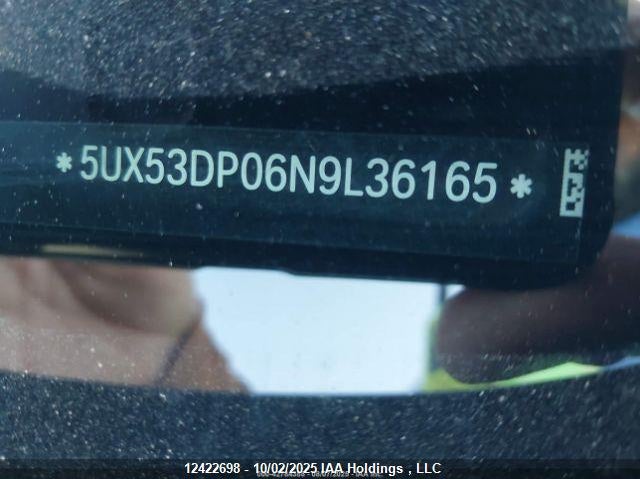 *5UX53DP06N9L36165*
12422698 - 10/02/2025 IAA Holdings , LLC